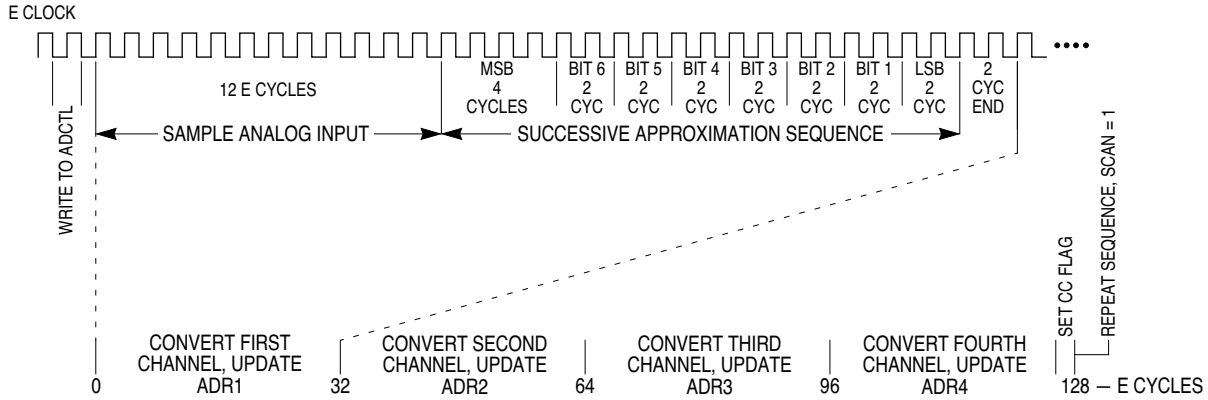 E CLOCK
12 E CYCLES
MSB
4
CYCLES
BIT 6
2
CYC
BIT 5
2
CYC
BIT 4
2
CYC
BIT 3
2
CYC
BIT 2
2
CYC
BIT 1
2
CYC
LSB
2
CYC
2
CYC
END
WRITE TO ADCTL
SAMPLE ANALOG INPUT
SUCCESSIVE APPROXIMATION SEQUENCE
SET CC FLAG
REPEAT SEQUENCE, SCAN = 1
CONVERT FIRST
CHANNEL, UPDATE
ADR1
CONVERT SECOND
CHANNEL, UPDATE
ADR2
CONVERT THIRD
CHANNEL, UPDATE
ADR3
CONVERT FOURTH
CHANNEL, UPDATE
ADR4
0
32
64
96
128 — E CYCLES